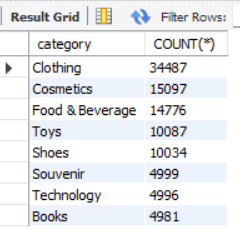 Result Grid Filter Rows:
category COUNT(*)
Clothing 34487
Cosmetics 15097
Food & Beverage 14776
Toys 10087
Shoes 10034
Souvenir 4999
Technology 4996
Books 4981